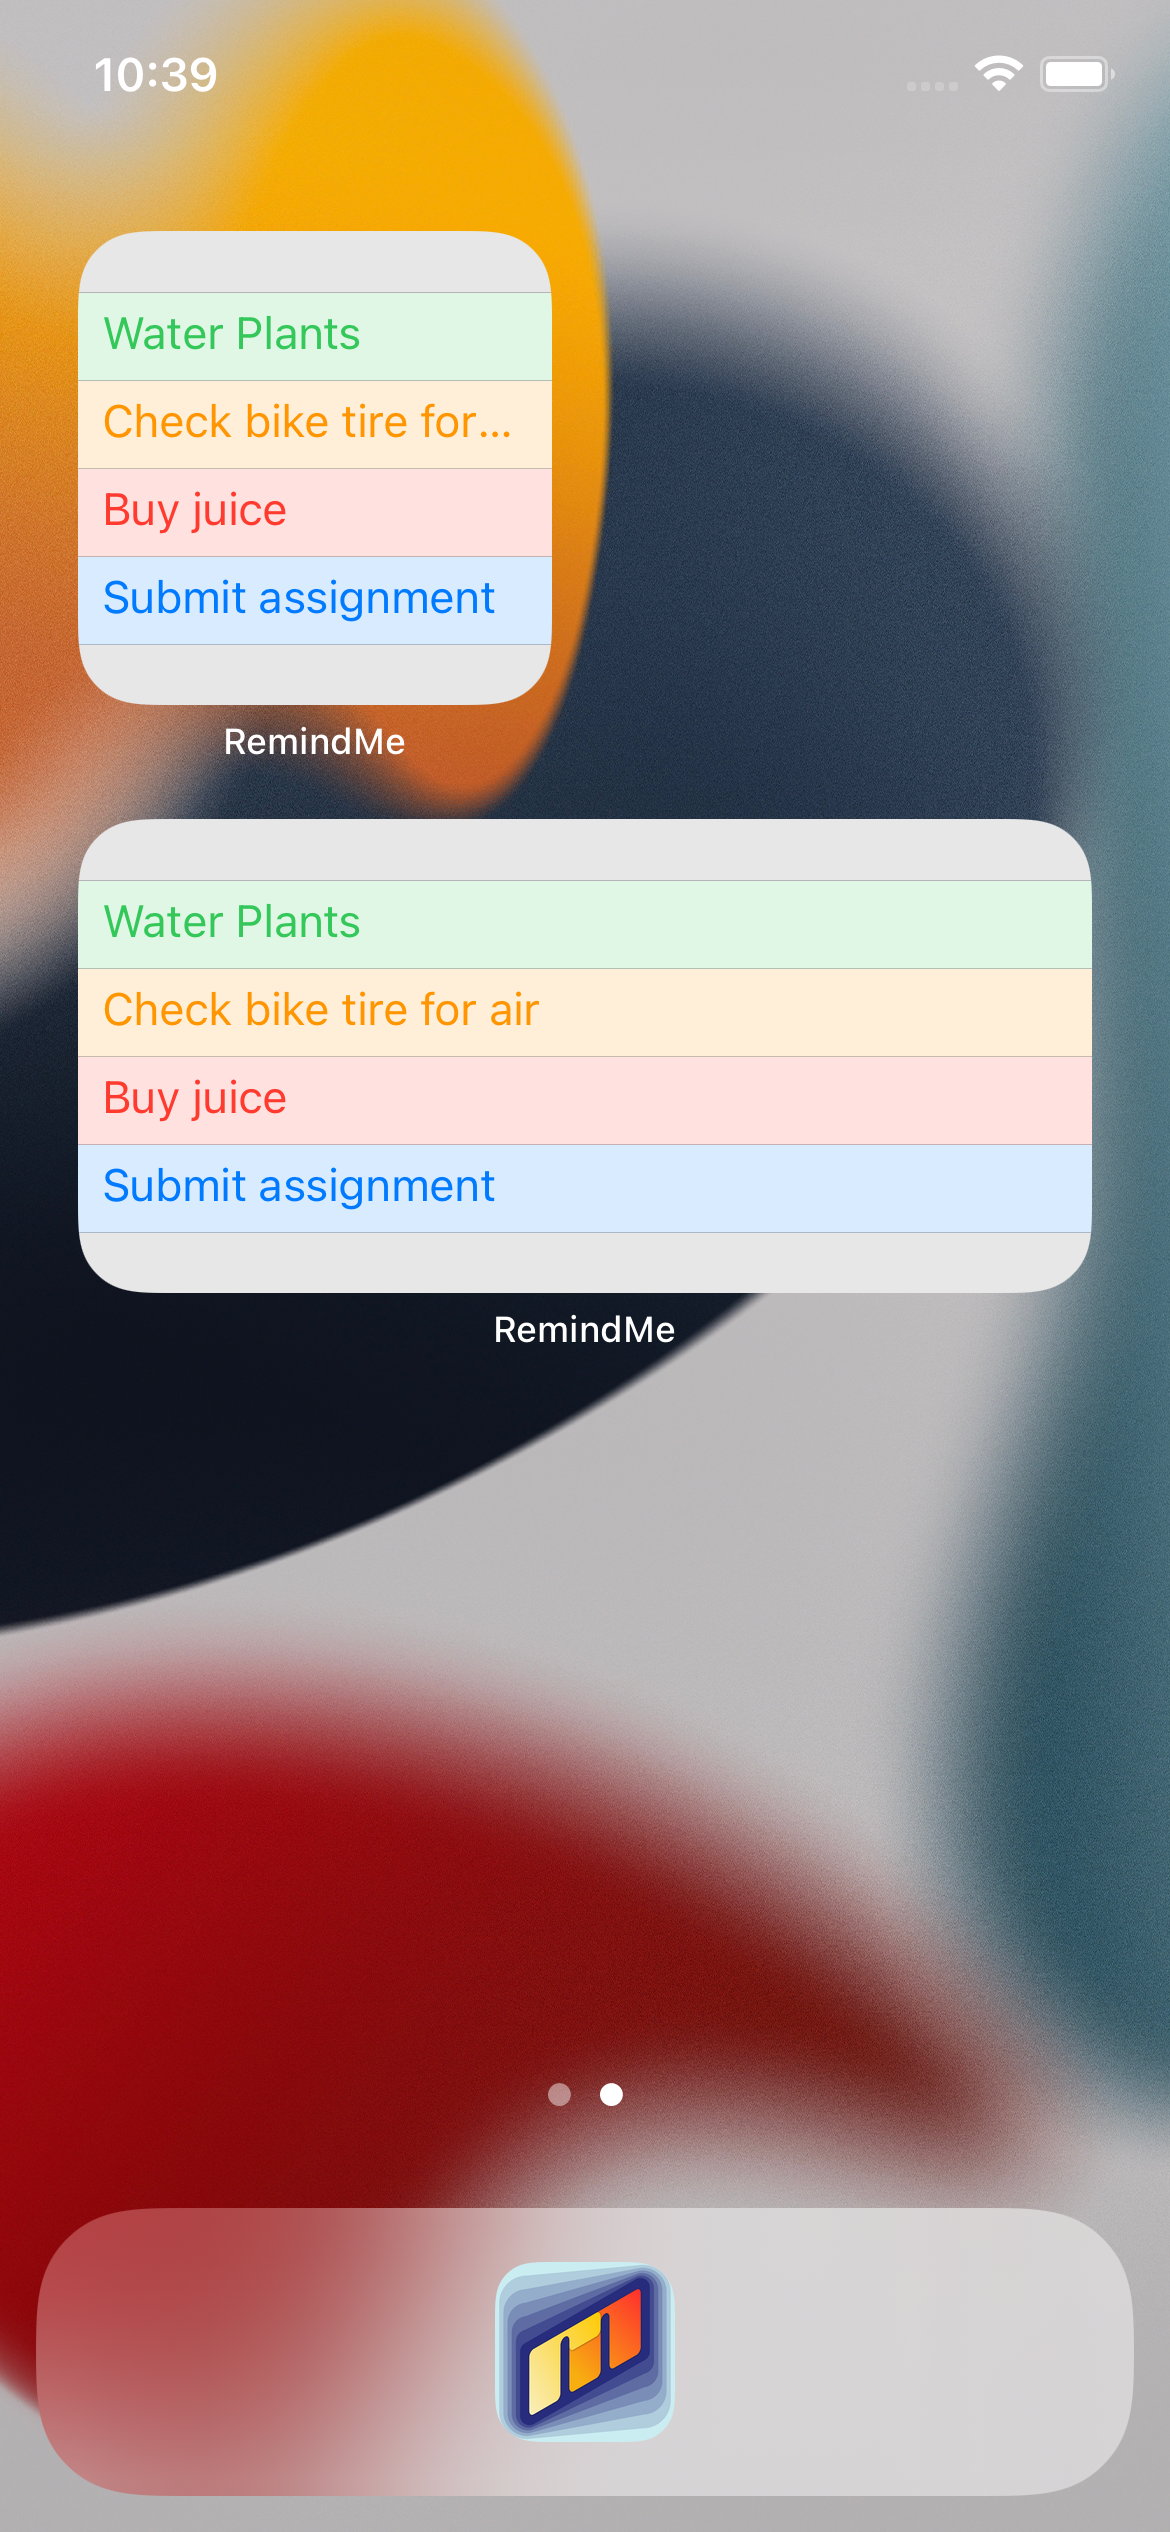 10:39
Water Plants
Check bike tire for...
Buy juice
Submit assignment
RemindMe
Water Plants
Check bike tire for air
Buy juice
Submit assignment
RemindMe